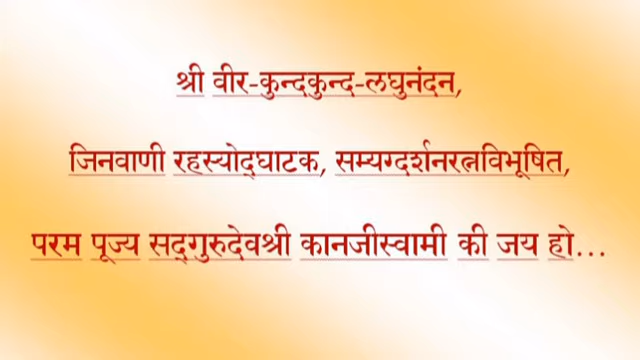 श्री वीर-कुन्दकुन्द-लघुनंदन,
जिनवाणी रहस्योद्घाटक, सम्यग्दर्शनरत्नविभूषित,
परम पूज्य सद्गुरुदेवश्री कानजीस्वामी की जय हो...